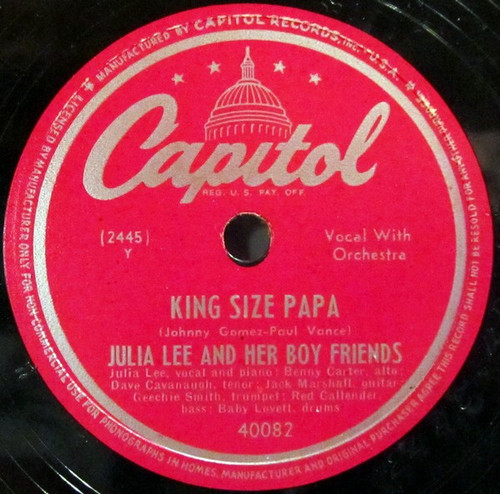 MANUFACTURED BY CAPITOL RECORDS, INC., U.S.A.
Capitol
REG. U.S. PAT. OFF.
(2445)
Y
Vocal With
Orchestra
KING SIZE PAPA
(Johnny Gomez-Paul Vance)
JULIA LEE AND HER BOY FRIENDS
Julia Lee, vocal and piano; Benny Carter, alto;
Dave Cavanaugh, tenor; Jack Marshall, guitar;
Geechie Smith, trumpet; Red Callender,
bass; Baby Lovett, drums
40082
LICENSED BY MANUFACTURER ONLY FOR NON-COMMERCIAL USE FOR PHONOGRAPHS IN HOMES. MANUFACTURER AND ORIGINAL PURCHASER AGREE THIS RECORD SHALL NOT BE RESOLD FOR